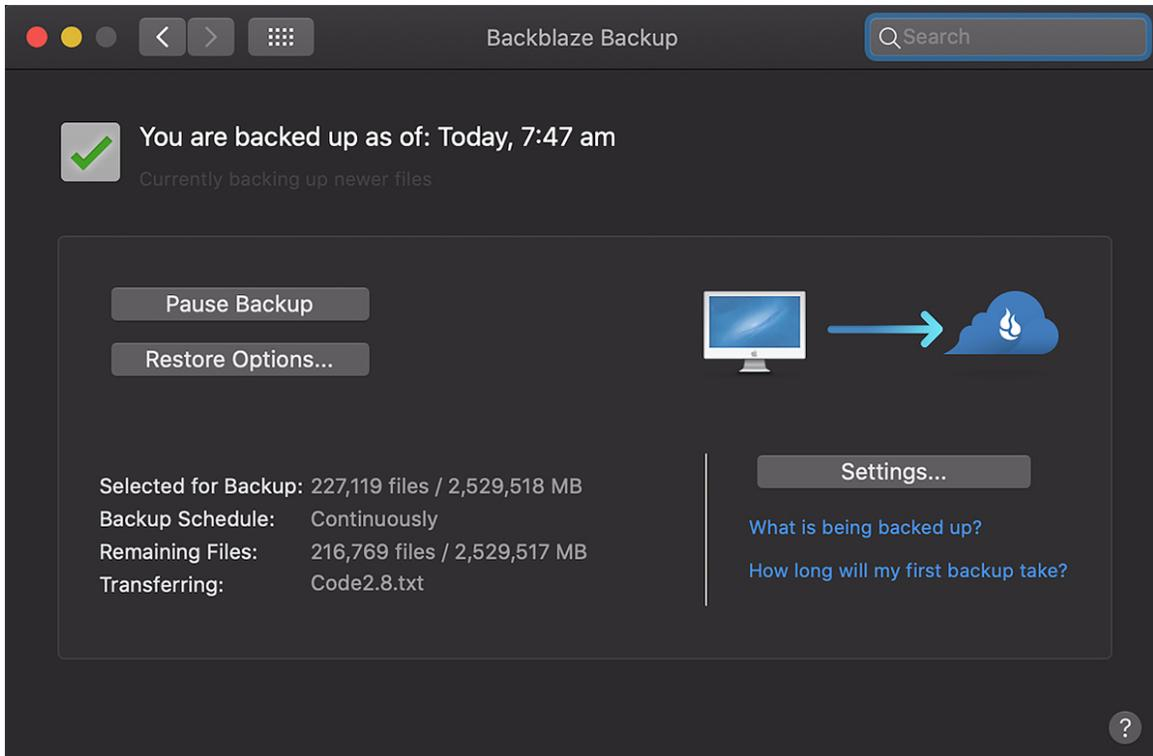 Backblaze Backup
Search
You are backed up as of: Today, 7:47 am
Currently backing up newer files
Pause Backup
Restore Options...
Selected for Backup: 227,119 files / 2,529,518 MB
Backup Schedule: Continuously
Remaining Files: 216,769 files / 2,529,517 MB
Transferring: Code2.8.txt
Settings...
What is being backed up?
How long will my first backup take?
?